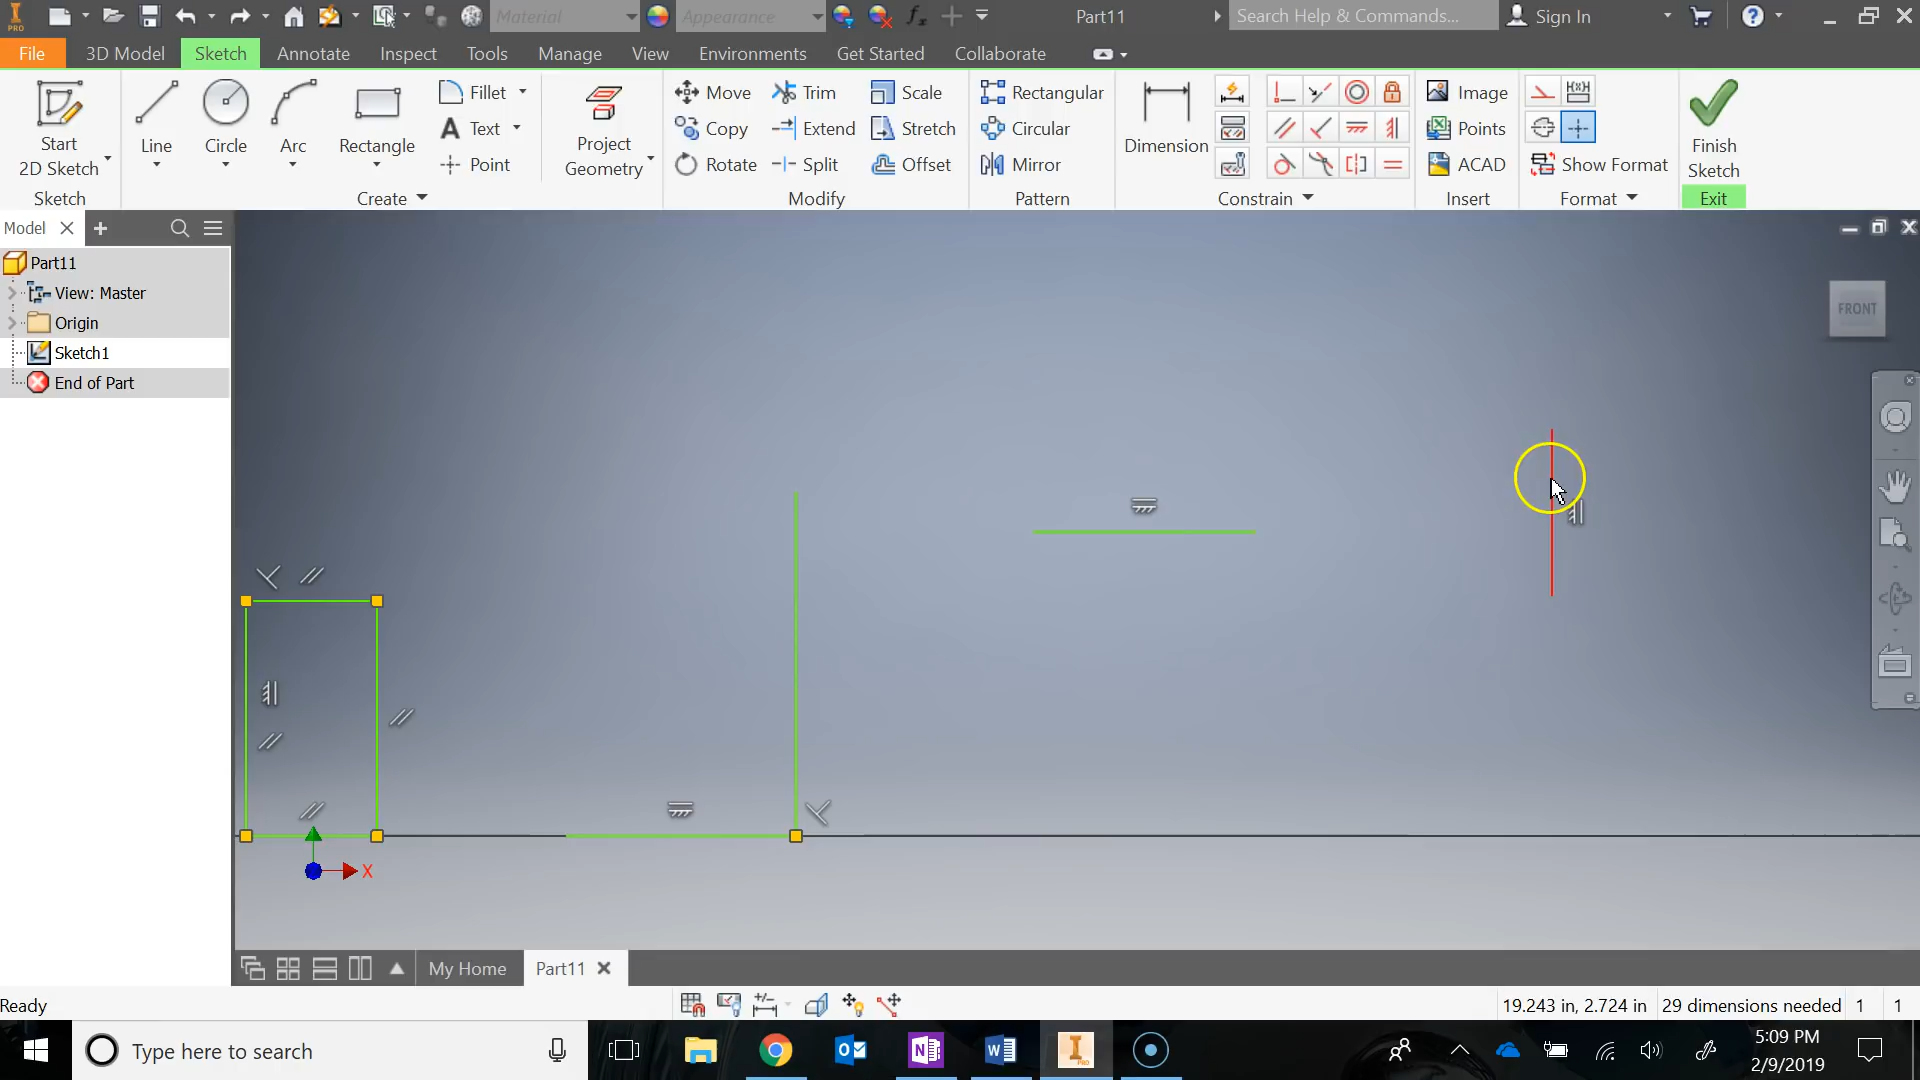 PRO
Material
Appearance
fx
Part11
Search Help & Commands...
Sign In
File
3D Model
Sketch
Annotate
Inspect
Tools
Manage
View
Environments
Get Started
Collaborate
Start
2D Sketch
Line
Circle
Arc
Rectangle
Fillet
Text
Point
Project
Geometry
Move
Copy
Rotate
Trim
Extend
Split
Scale
Stretch
Offset
Rectangular
Circular
Mirror
Dimension
Image
Points
ACAD
Show Format
Finish
Sketch
Sketch
Create
Modify
Pattern
Constrain
Insert
Format
Exit
Model
Part11
View: Master
Origin
Sketch1
End of Part
FRONT
X
My Home
Part11
Ready
19.243 in, 2.724 in
29 dimensions needed
1
1
Type here to search
5:09 PM
2/9/2019